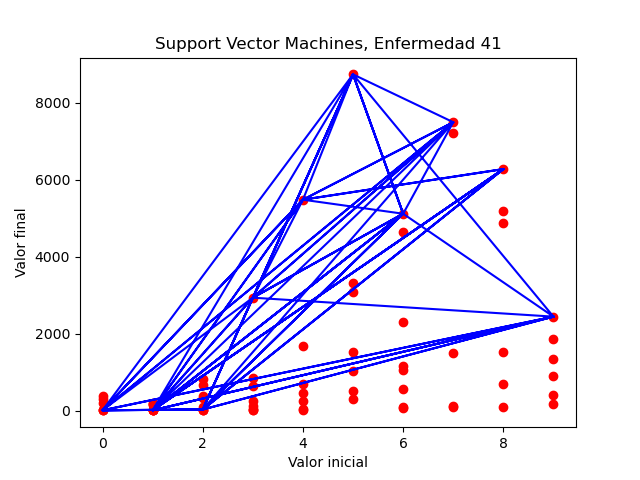 Support Vector Machines, Enfermedad 41
8000
6000
4000
2000
0
0 2 4 6 8
Valor final
Valor inicial